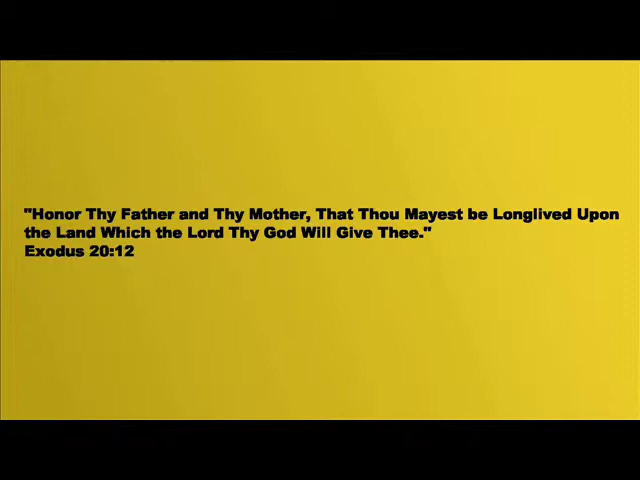 "Honor Thy Father and Thy Mother, That Thou Mayest be Longlived Upon
the Land Which the Lord Thy God Will Give Thee."
Exodus 20:12